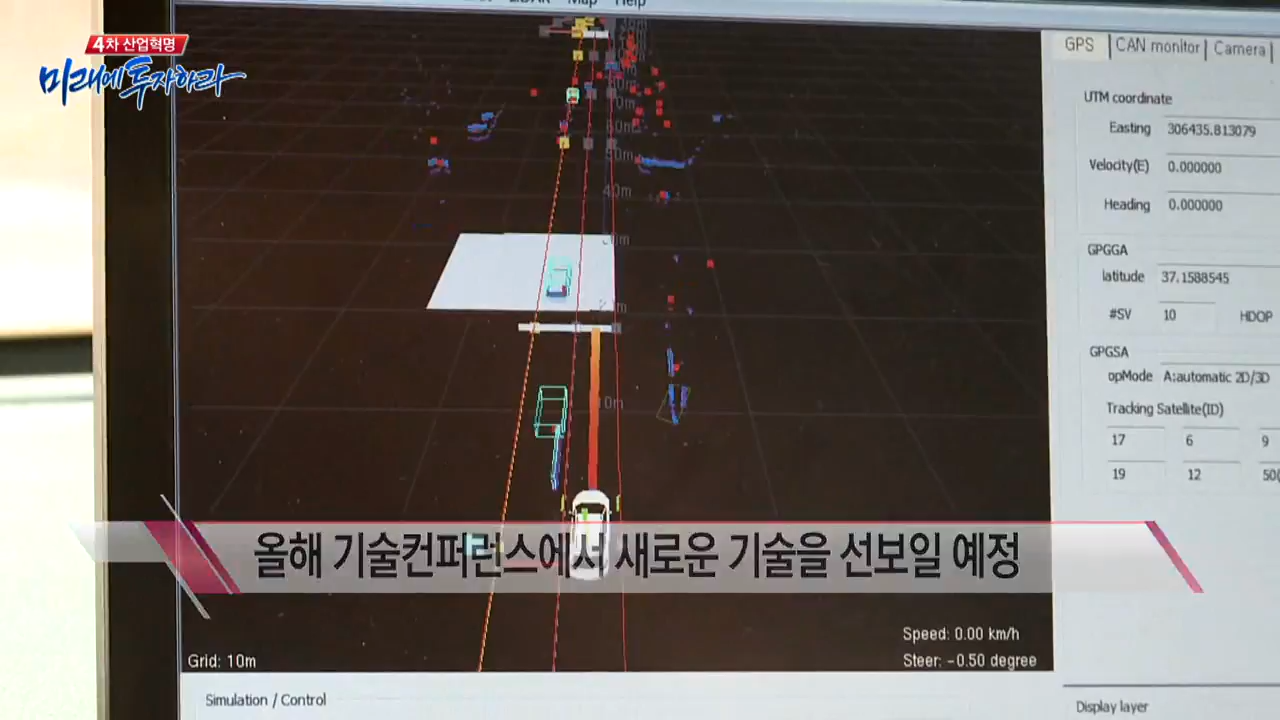 4차 산업혁명
미래에 투자하라
Map Help
GPS CAN monitor Camera
UTM coordinate
Easting 306435.813079
Velocity(E) 0.000000
Heading 0.000000
GPGGA
latitude 37.1588545
#SV 10 HDOP
GPGSA
opMode A:automatic 2D/3D
Tracking Satellite(ID)
17 6 9
19 12
40m
올해 기술컨퍼런스에서 새로운 기술을 선보일 예정
Speed: 0.00 km/h
Steer: -0.50 degree
Grid: 10m
Simulation / Control
Display layer